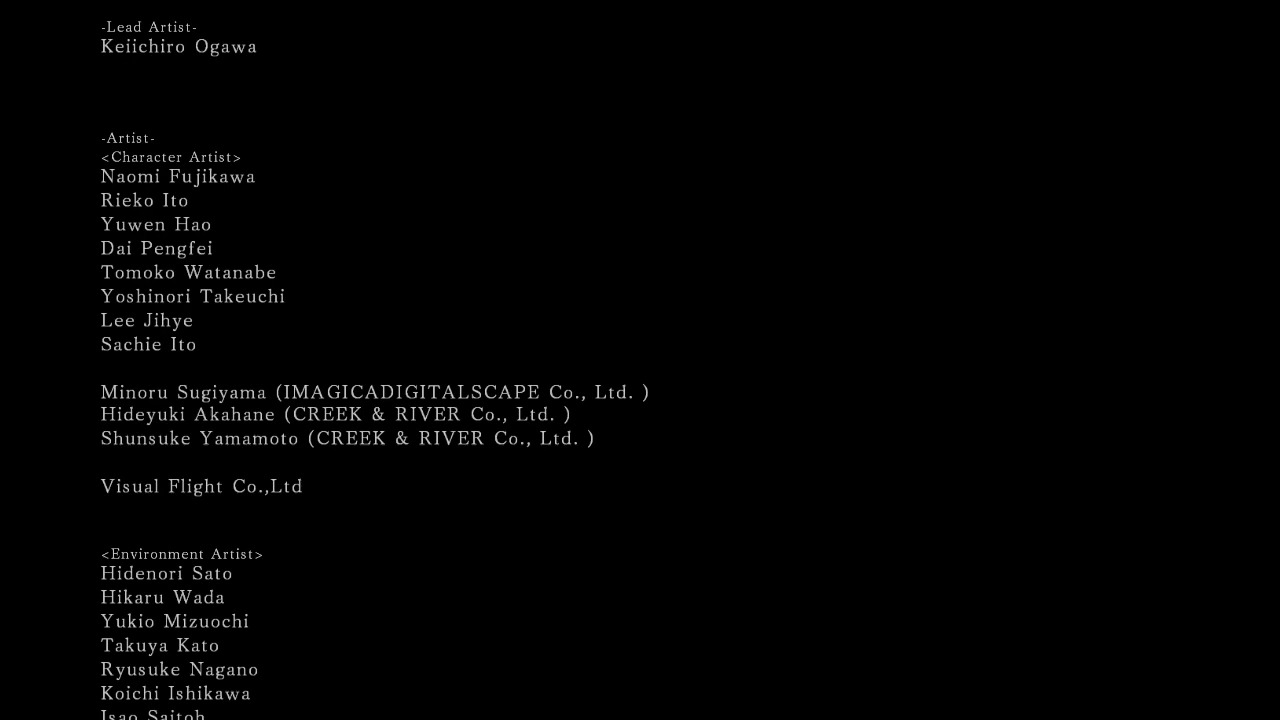 -Lead Artist-
Keiichiro Ogawa
-Artist-
<Character Artist>
Naomi Fujikawa
Rieko Ito
Yuwen Hao
Dai Pengfei
Tomoko Watanabe
Yoshinori Takeuchi
Lee Jihye
Sachie Ito
Minoru Sugiyama (IMAGICADIGITALSCAPE Co., Ltd. )
Hideyuki Akahane (CREEK & RIVER Co., Ltd. )
Shunsuke Yamamoto (CREEK & RIVER Co., Ltd. )
Visual Flight Co.,Ltd
<Environment Artist>
Hidenori Sato
Hikaru Wada
Yukio Mizuochi
Takuya Kato
Ryusuke Nagano
Koichi Ishikawa
Isao Saitoh